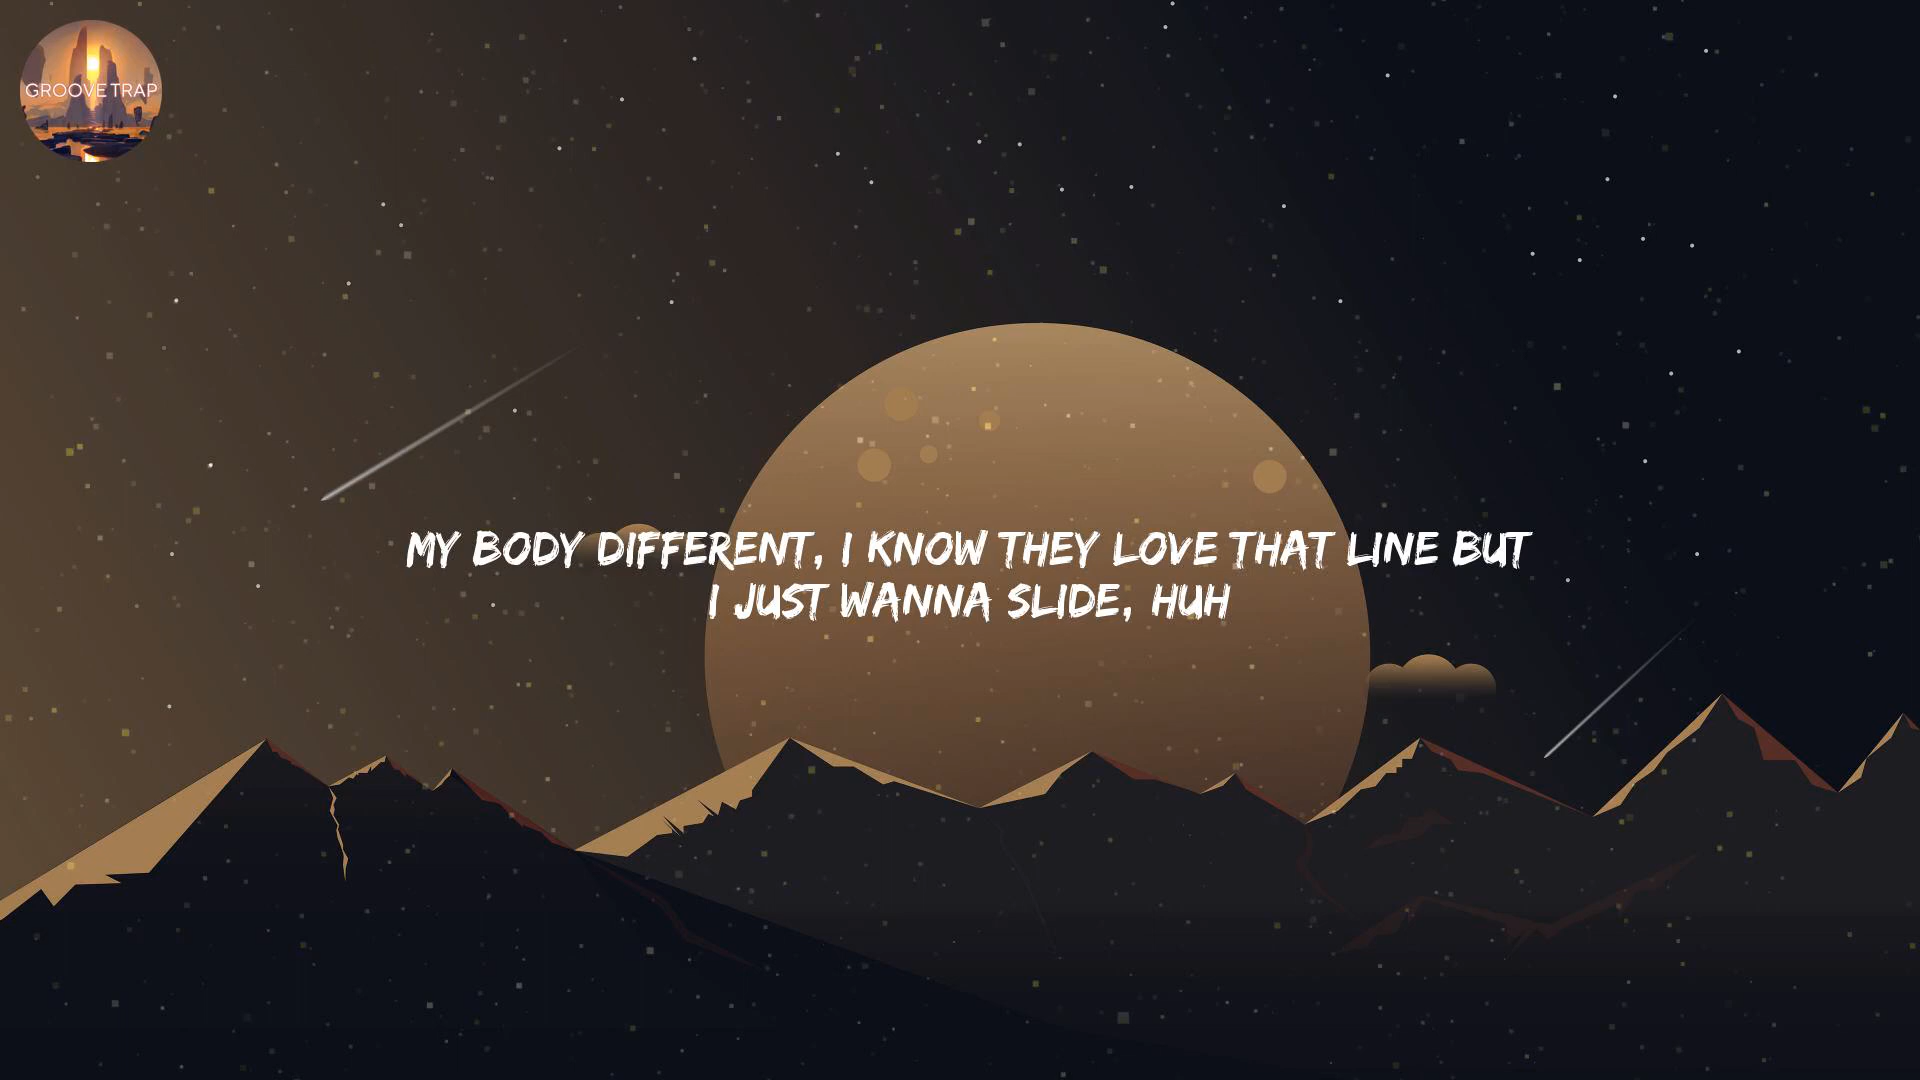 GROOVE TRAP
MY BODY DIFFERENT, I KNOW THEY LOVE THAT LINE BUT
I JUST WANNA SLIDE, HUH